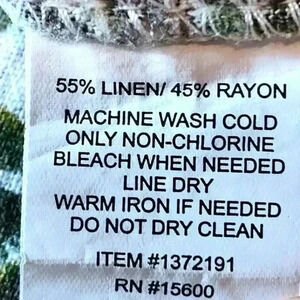 55% LINEN/ 45% RAYON
MACHINE WASH COLD
ONLY NON-CHLORINE
BLEACH WHEN NEEDED
LINE DRY
WARM IRON IF NEEDED
DO NOT DRY CLEAN
ITEM #1372191
RN #15600